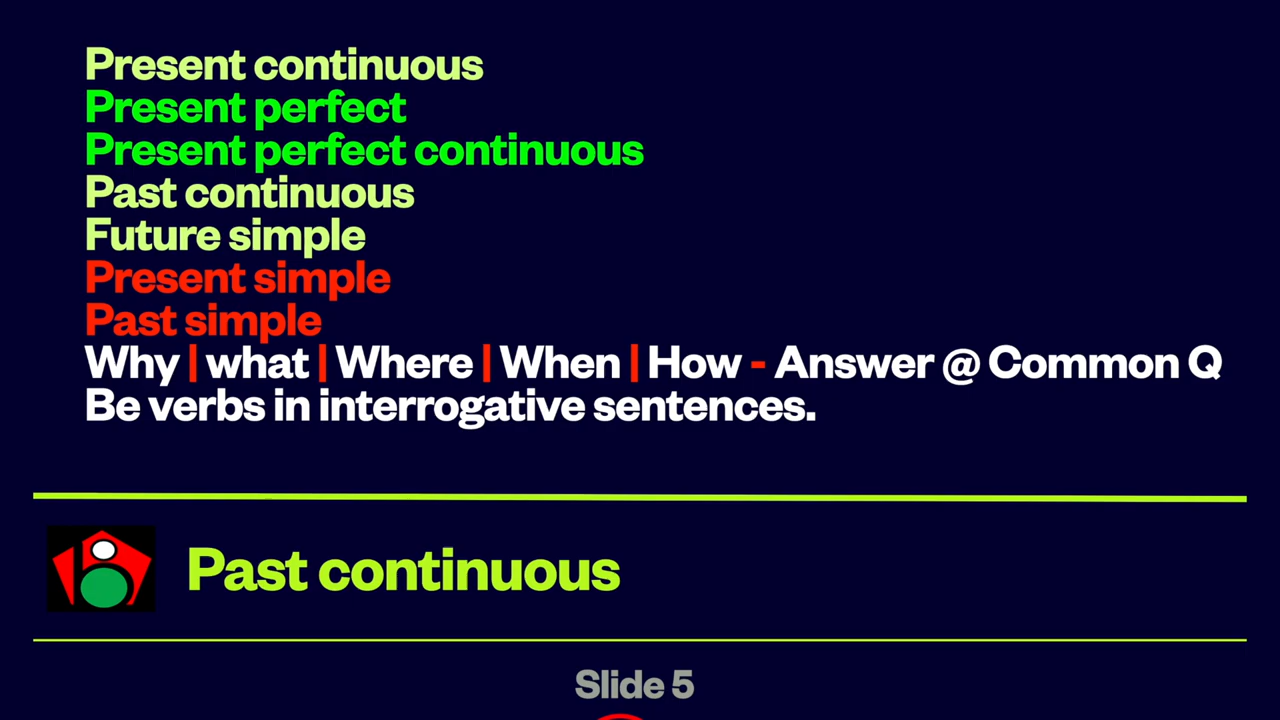 Present continuous
Present perfect
Present perfect continuous
Past continuous
Future simple
Present simple
Past simple
Why | what | Where | When | How - Answer @ Common Q
Be verbs in interrogative sentences.
Past continuous
Slide 5